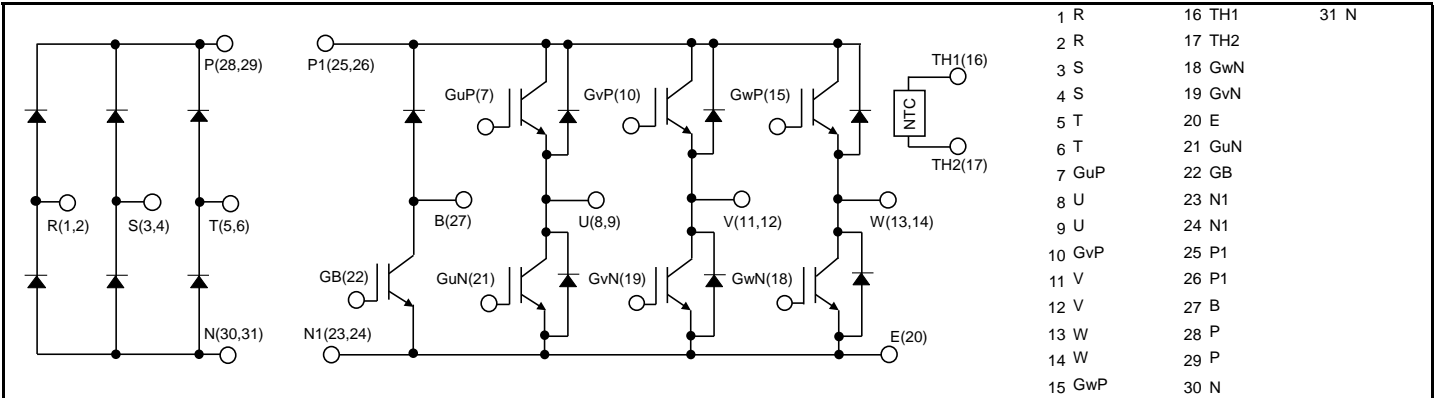 P(28,29)
P1(25,26)
TH1(16)
GuP(7)
GvP(10)
GwP(15)
NTC
TH2(17)
R(1,2)
S(3,4)
T(5,6)
B(27)
U(8,9)
V(11,12)
W(13,14)
GB(22)
GuN(21)
GvN(19)
GwN(18)
N(30,31)
N1(23,24)
E(20)
1 R
2 R
3 S
4 S
5 T
6 T
7 GuP
8 U
9 U
10 GvP
11 V
12 V
13 W
14 W
15 GwP
16 TH1
17 TH2
18 GwN
19 GvN
20 E
21 GuN
22 GB
23 N1
24 N1
25 P1
26 P1
27 B
28 P
29 P
30 N
31 N